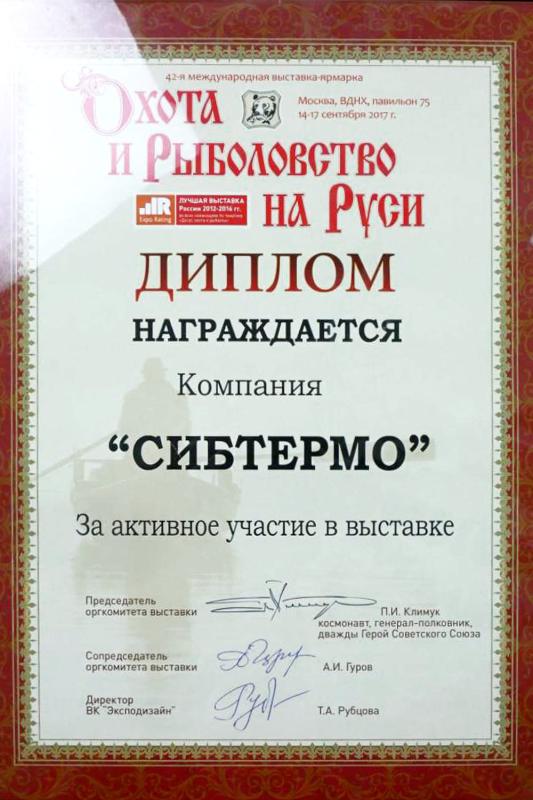 42-я международная выставка-ярмарка
Охота
Москва, ВДНХ, павильон 75
14-17 сентября 2017 г.
и Рыболовство
на Руси
Expo Rating
ЛУЧШАЯ ВЫСТАВКА
России 2012-2016 гг.
ДИПЛОМ
НАГРАЖДАЕТСЯ
Компания
“СИБТЕРМО”
За активное участие в выставке
Председатель
оргкомитета выставки
П.И. Климук
космонавт, генерал-полковник,
дважды Герой Советского Союза
Сопредседатель
оргкомитета выставки
А.И. Гуров
Директор
ВК "Эксподизайн"
Т.А. Рубцова